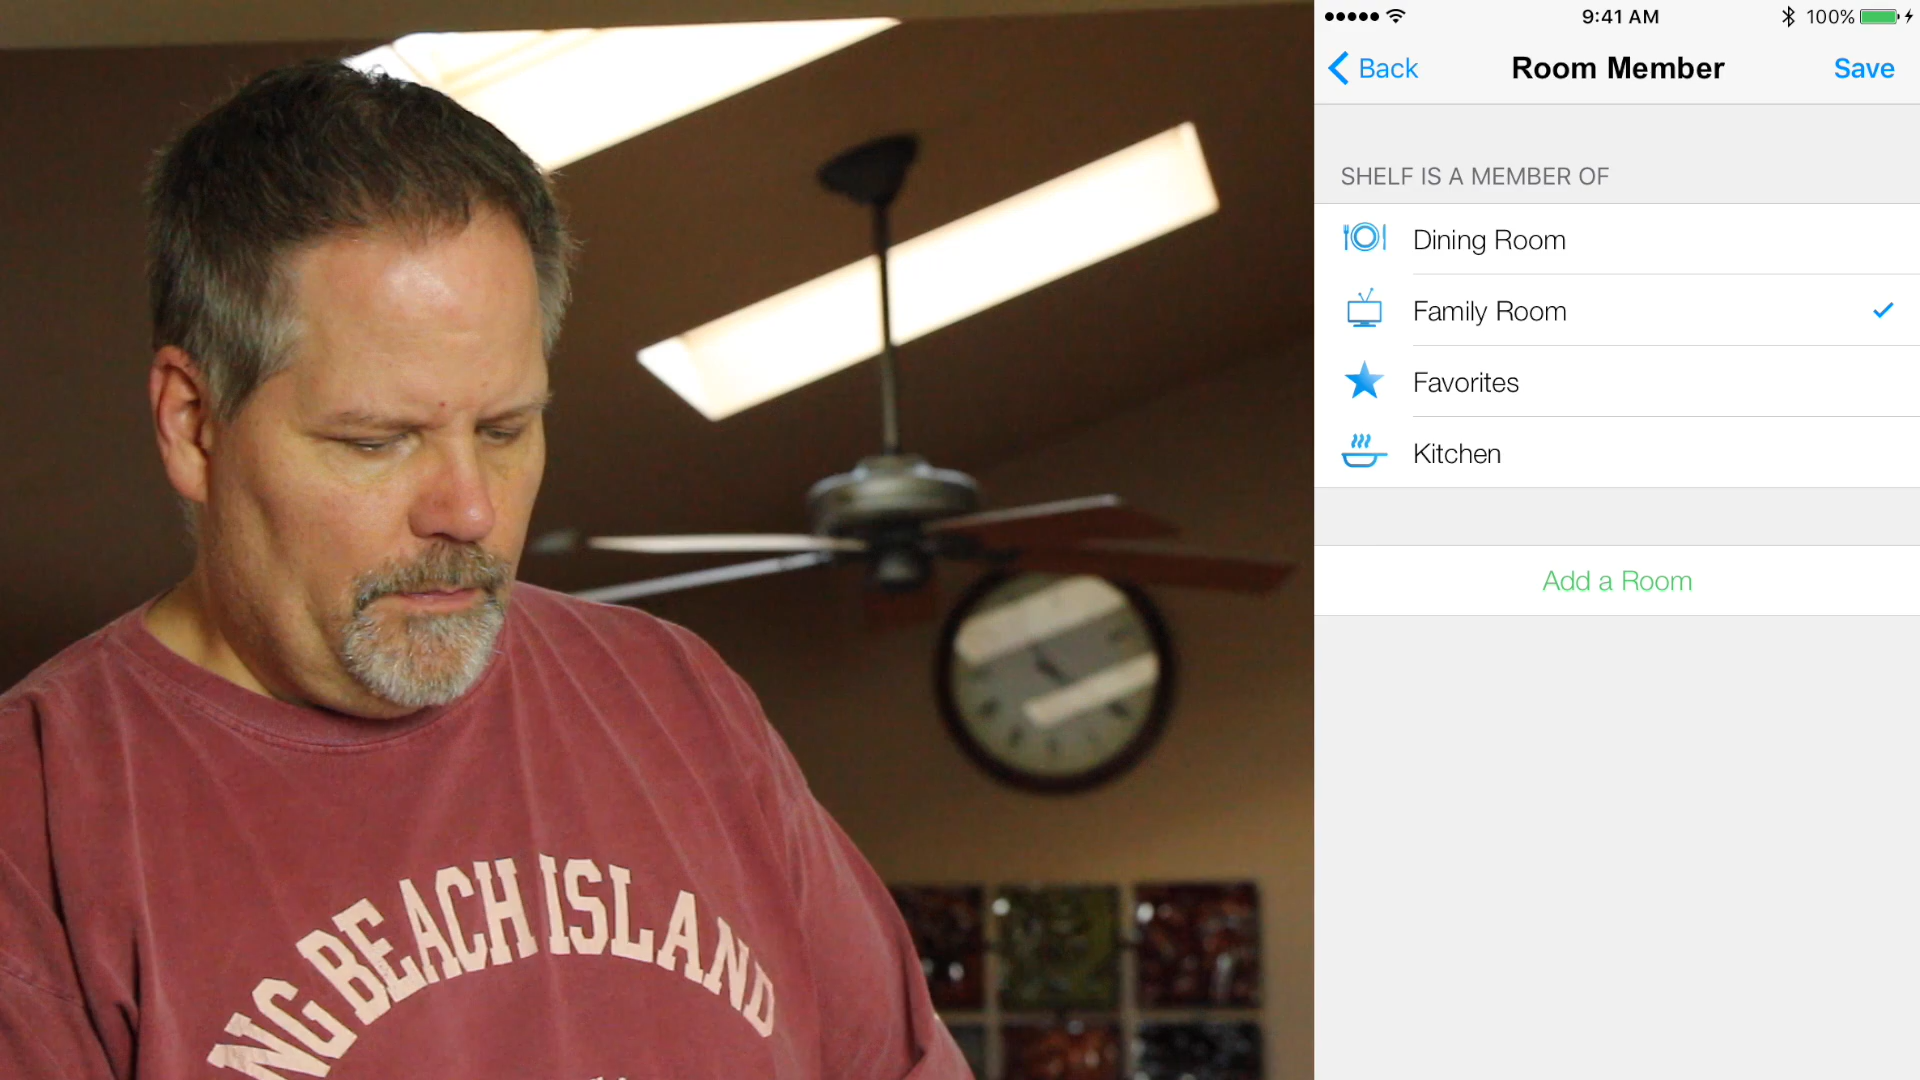 9:41 AM 100%
Back Room Member Save
SHELF IS A MEMBER OF
Dining Room
Family Room
Favorites
Kitchen
Add a Room
BEACH ISLAND